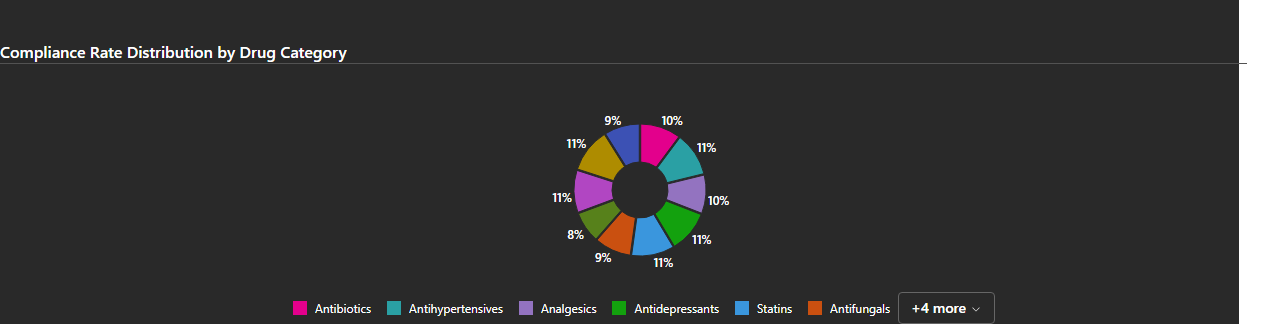 Compliance Rate Distribution by Drug Category
9% 10%
11% 11%
11% 10%
8% 11%
9% 11%
Antibiotics Antihypertensives Analgesics Antidepressants Statins Antifungals +4 more